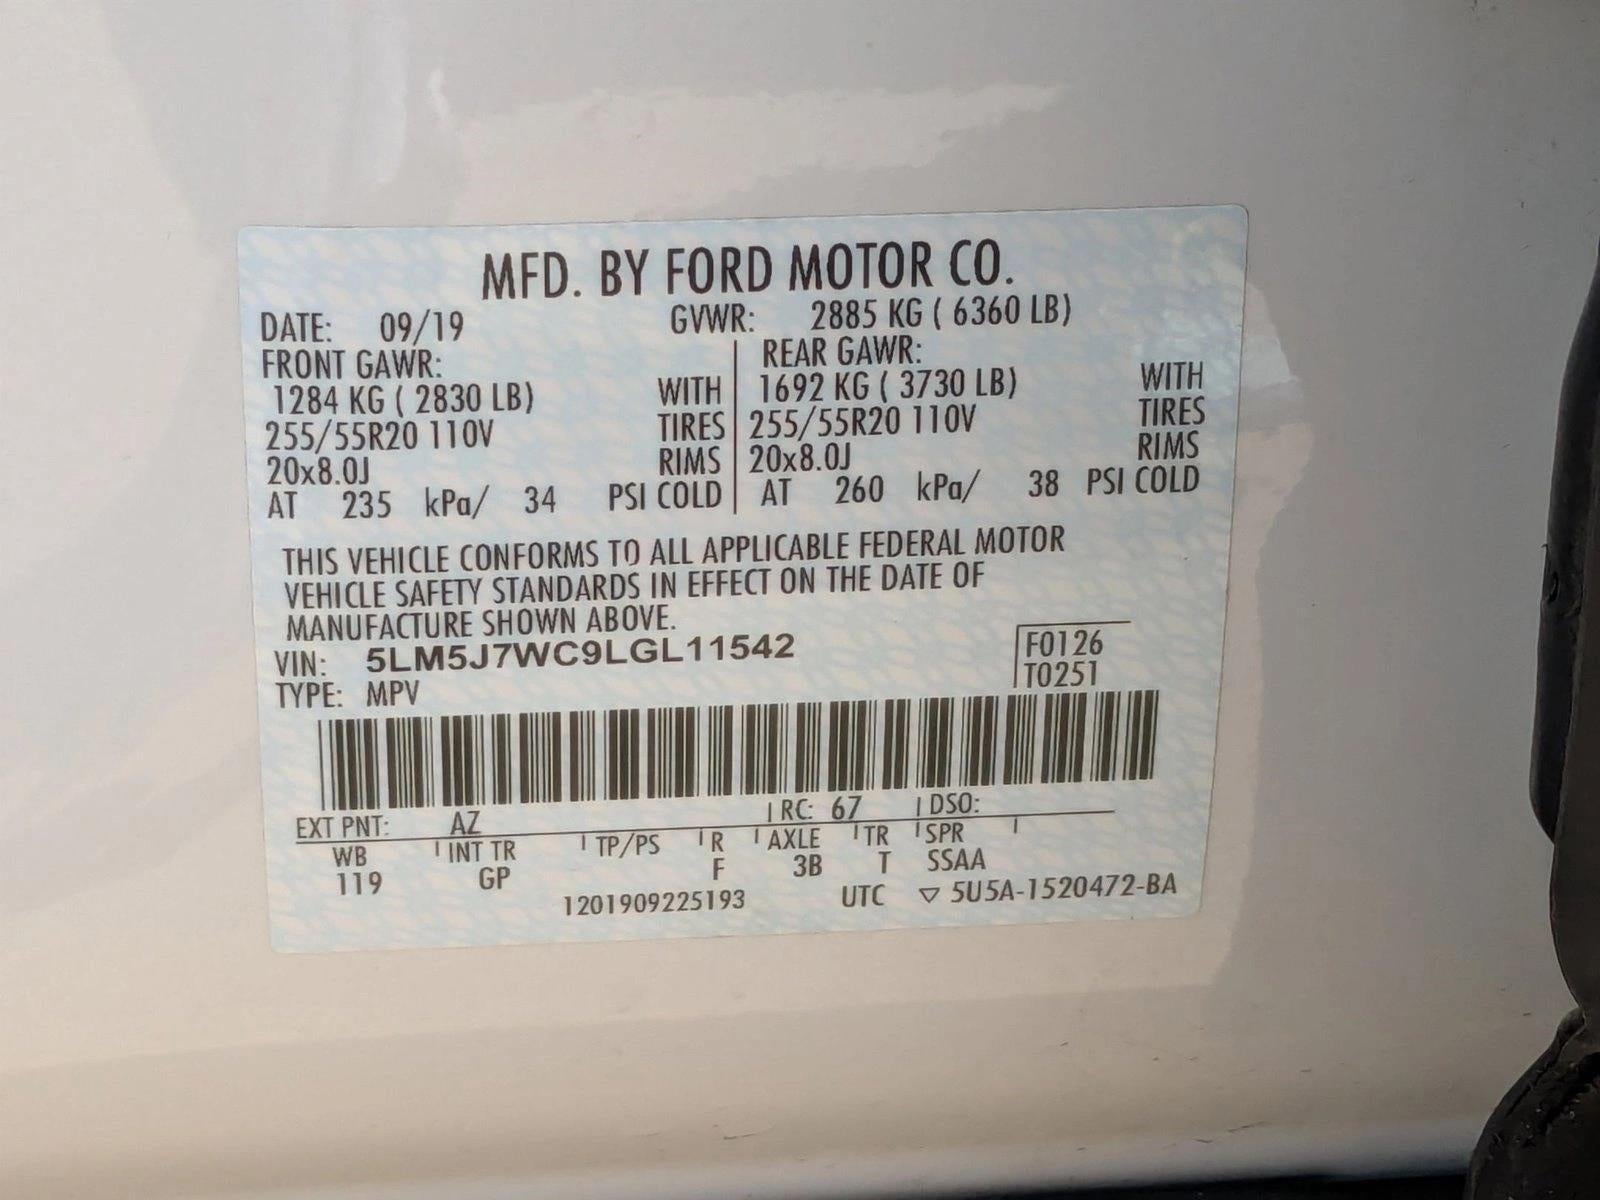 MFD. BY FORD MOTOR CO.
DATE: 09/19 GVWR: 2885 KG ( 6360 LB)
FRONT GAWR: REAR GAWR:
1284 KG ( 2830 LB) WITH 1692 KG ( 3730 LB) WITH
255/55R20 110V TIRES 255/55R20 110V TIRES
20x8.0J RIMS 20x8.0J RIMS
AT 235 kPa/ 34 PSI COLD AT 260 kPa/ 38 PSI COLD
THIS VEHICLE CONFORMS TO ALL APPLICABLE FEDERAL MOTOR
VEHICLE SAFETY STANDARDS IN EFFECT ON THE DATE OF
MANUFACTURE SHOWN ABOVE.
VIN: 5LM5J7WC9LGL11542 F0126
TYPE: MPV T0251
EXT PNT: AZ RC: 67 DSO:
WB INT TR TP/PS R AXLE TR SPR
119 GP F 3B T SSAA
1201909225193 UTC ▽ 5U5A-1520472-BA